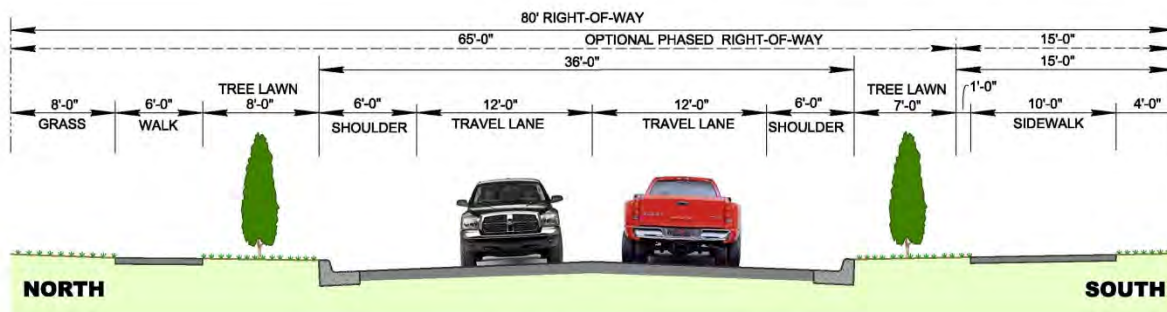 80' RIGHT-OF-WAY
65'-0" OPTIONAL PHASED RIGHT-OF-WAY 15'-0"
36'-0" 15'-0"
8'-0" 6'-0" TREE LAWN 8'-0" 6'-0" 12'-0" 12'-0" 6'-0" TREE LAWN 7'-0" 1'-0" 10'-0" 4'-0"
GRASS WALK SHOULDER TRAVEL LANE TRAVEL LANE SHOULDER SIDEWALK
NORTH SOUTH